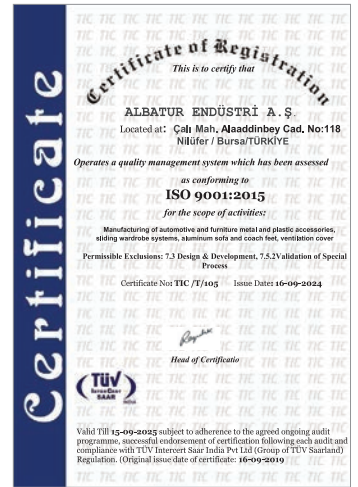 Certificate
Certificate of Registration
This is to certify that
ALBATUR ENDÜSTRİ A.Ş.
Located at: Çalı Mah. Alaaddinbey Cad. No:118
Nilüfer / Bursa/TÜRKİYE
Operates a quality management system which has been assessed
as conforming to
ISO 9001:2015
for the scope of activities:
Manufacturing of automotive and furniture metal and plastic accessories,
sliding wardrobe systems, aluminum sofa and coach feet, ventilation cover
Permissible Exclusions: 7.3 Design & Development, 7.5.2Validation of Special
Process
Certificate No: TIC /T/105 Issue Date: 16-09-2024
Head of Certificatio
TÜV
INTERCERT
SAAR
INDIA
Valid Till 15-09-2025 subject to adherence to the agreed ongoing audit
programme, successful endorsement of certification following each audit and
compliance with TÜV Intercert Saar India Pvt Ltd (Group of TÜV Saarland)
Regulation. (Original issue date of certificate: 16-09-2019